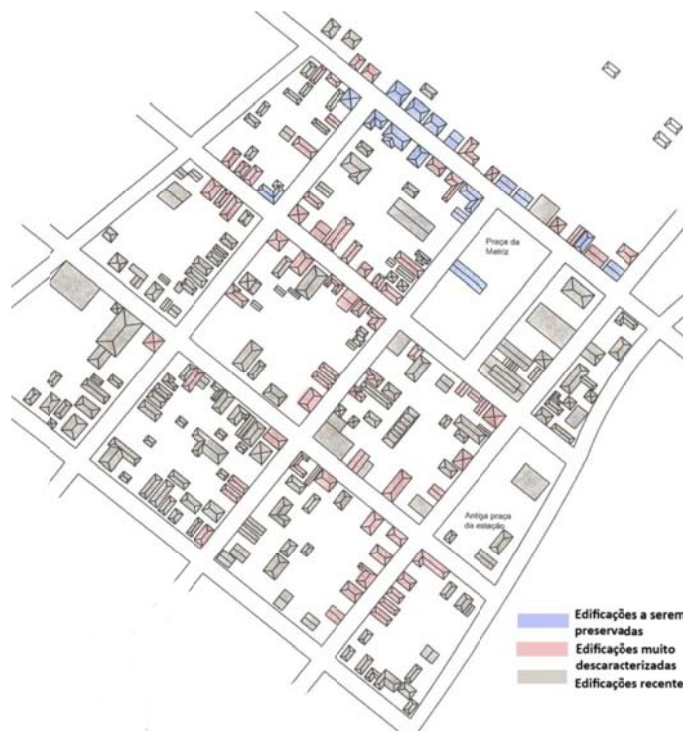 Praça da
Matriz
Antiga praça
da estação
Edificações a serem
preservadas
Edificações muito
descaracterizadas
Edificações recente